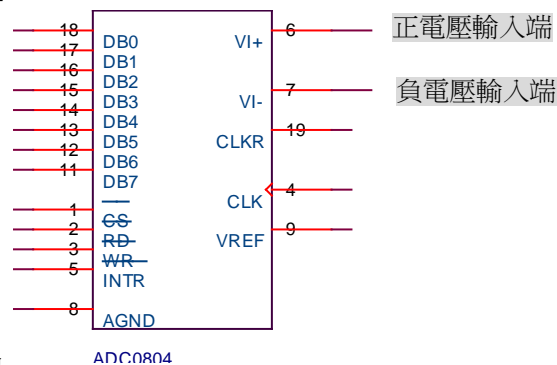 18 DB0 VI+ 6 正電壓輸入端
17 DB1
16 DB2
15 DB3 VI- 7 負電壓輸入端
14 DB4
13 DB5 CLKR 19
12 DB6
11 DB7
CLK 4
1 CS
2 RD VREF 9
3 WR
5 INTR
8 AGND
ADC0804